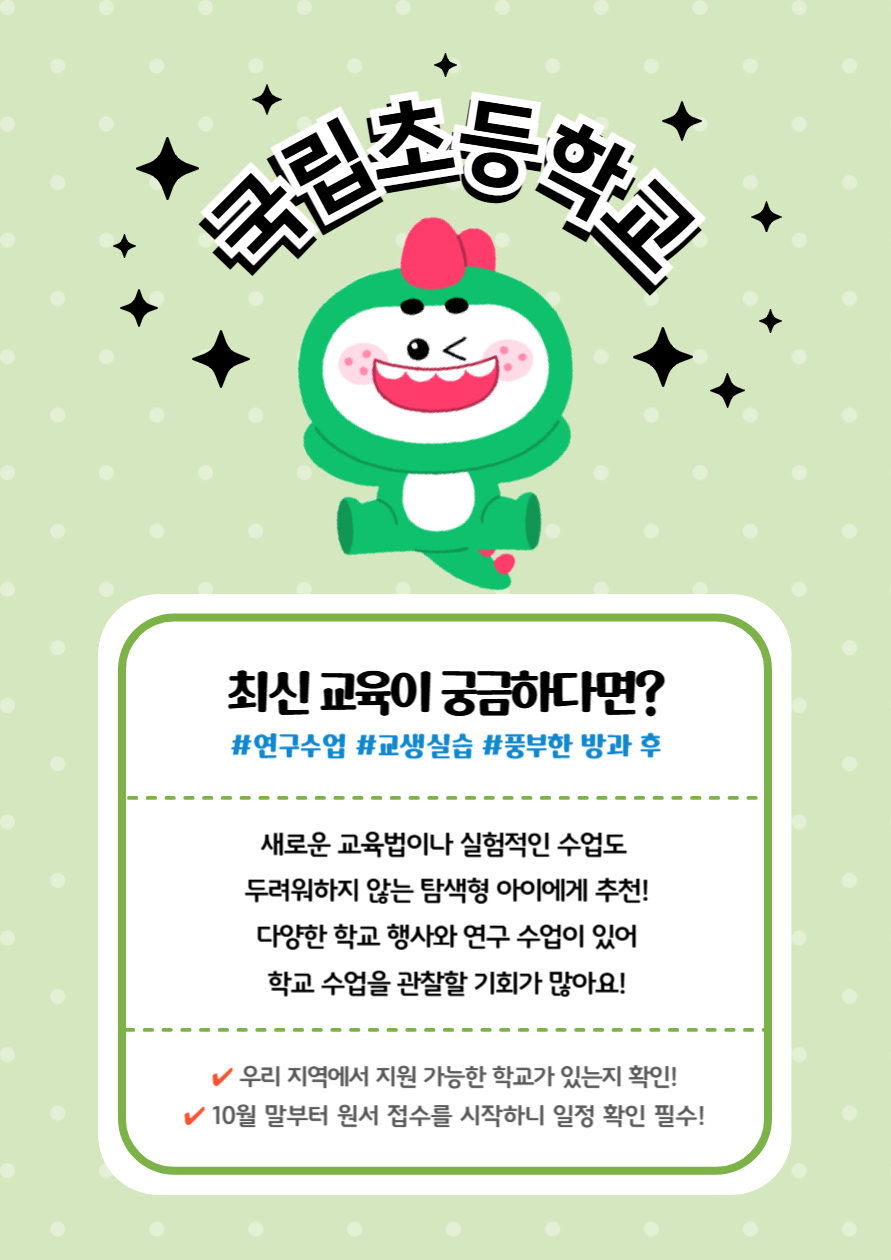 국립초등학교
최신 교육이 궁금하다면?
#연구수업 #교생실습 #풍부한 방과 후
새로운 교육법이나 실험적인 수업도
두려워하지 않는 탐색형 아이에게 추천!
다양한 학교 행사와 연구 수업이 있어
학교 수업을 관찰할 기회가 많아요!
✔ 우리 지역에서 지원 가능한 학교가 있는지 확인!
✔ 10월 말부터 원서 접수를 시작하니 일정 확인 필수!